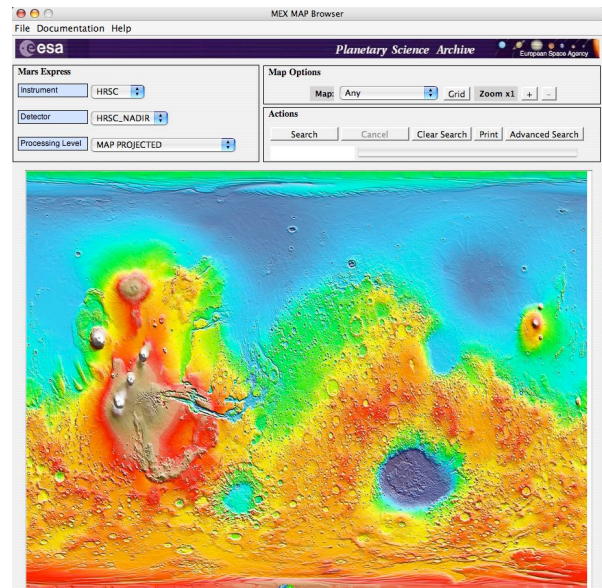 MEX MAP Browser
File Documentation Help
esa
Planetary Science Archive
European Space Agency
Mars Express
Instrument
HRSC
Detector
HRSC_NADIR
Processing Level
MAP PROJECTED
Map Options
Map: Any Grid Zoom x1 + -
Actions
Search Cancel Clear Search Print Advanced Search